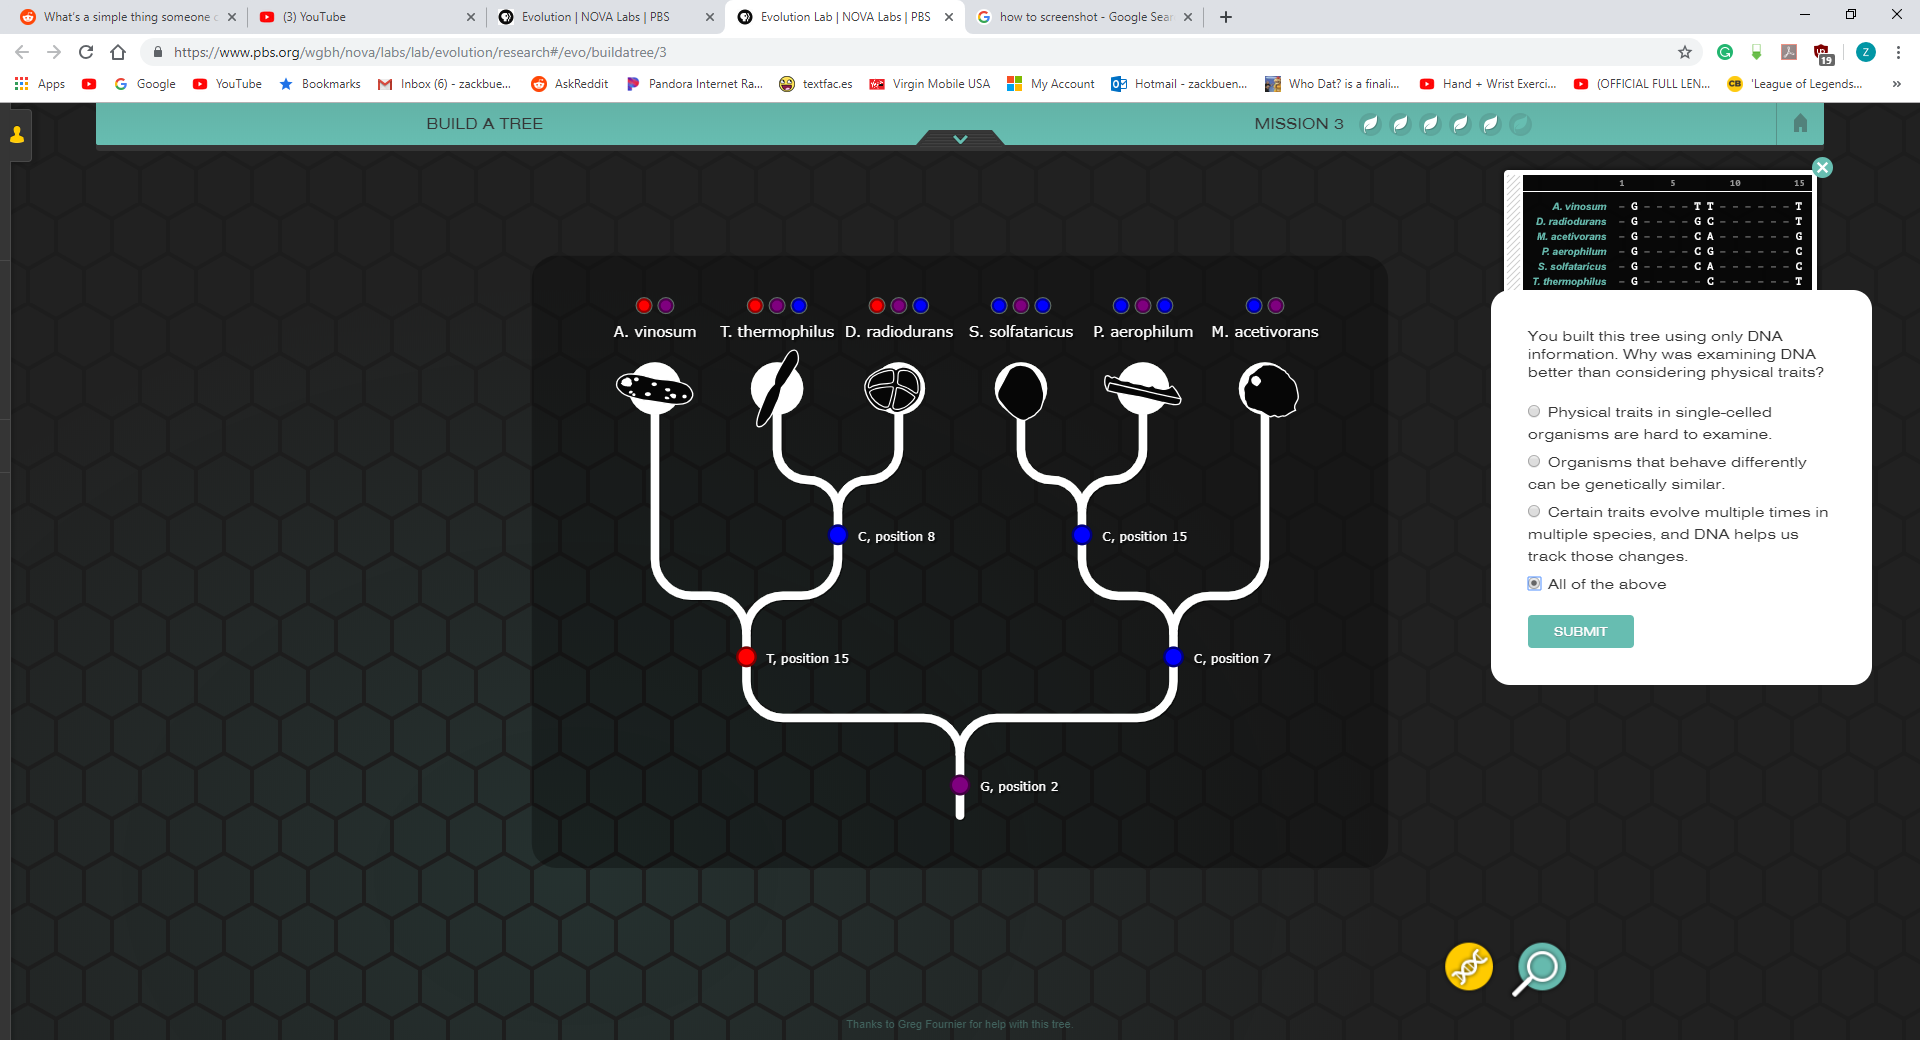 What's a simple thing someone c
(3) YouTube
Evolution | NOVA Labs | PBS
Evolution Lab | NOVA Labs | PBS
how to screenshot - Google Sear
https://www.pbs.org/wgbh/nova/labs/lab/evolution/research#/evo/buildatree/3
19
Z
Apps
Google
YouTube
Bookmarks
Inbox (6) - zackbue...
AskReddit
Pandora Internet Ra...
textfac.es
Virgin Mobile USA
My Account
Hotmail - zackbuen...
Who Dat? is a finali...
Hand + Wrist Exerci...
(OFFICIAL FULL LEN...
CB
'League of Legends...
»
BUILD A TREE
MISSION 3
1 5 10 15
A. vinosum - G - - - - T T - - - - - - T
D. radiodurans - G - - - - G C - - - - - - T
M. acetivorans - G - - - - C A - - - - - - G
P. aerophilum - G - - - - C G - - - - - - C
S. solfataricus - G - - - - C A - - - - - - C
T. thermophilus - G - - - - - C - - - - - - T
A. vinosum
T. thermophilus
D. radiodurans
S. solfataricus
P. aerophilum
M. acetivorans
C, position 8
C, position 15
T, position 15
C, position 7
G, position 2
You built this tree using only DNA
information. Why was examining DNA
better than considering physical traits?
Physical traits in single-celled
organisms are hard to examine.
Organisms that behave differently
can be genetically similar.
Certain traits evolve multiple times in
multiple species, and DNA helps us
track those changes.
All of the above
SUBMIT
Thanks to Greg Fournier for help with this tree.